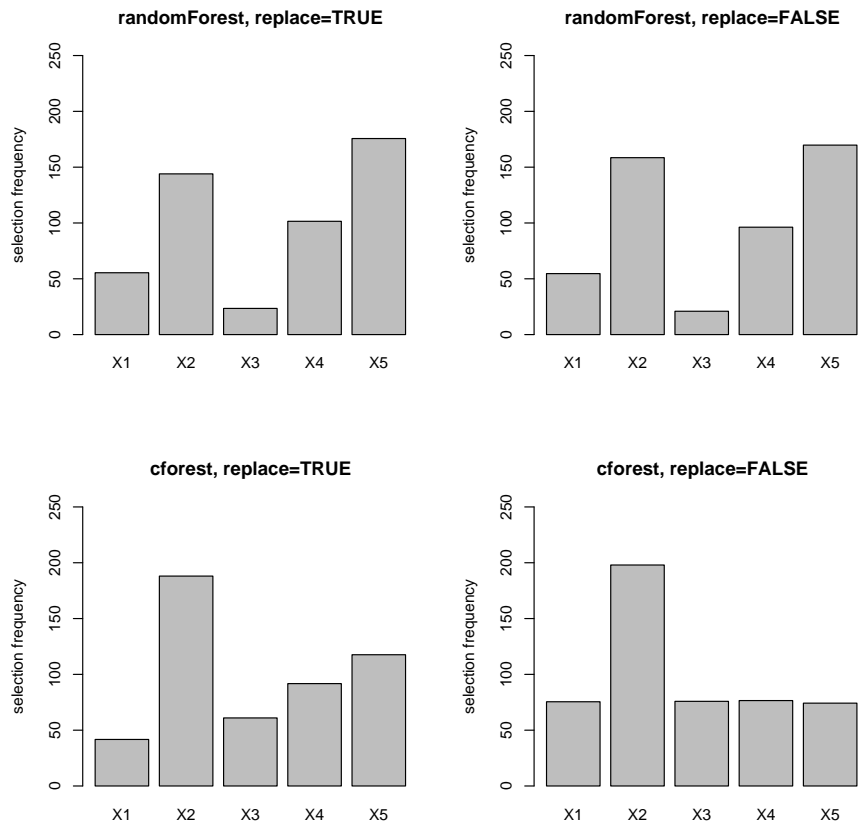 randomForest, replace=TRUE
selection frequency
250
200
150
100
50
0
X1 X2 X3 X4 X5
randomForest, replace=FALSE
selection frequency
250
200
150
100
50
0
X1 X2 X3 X4 X5
cforest, replace=TRUE
selection frequency
250
200
150
100
50
0
X1 X2 X3 X4 X5
cforest, replace=FALSE
selection frequency
250
200
150
100
50
0
X1 X2 X3 X4 X5